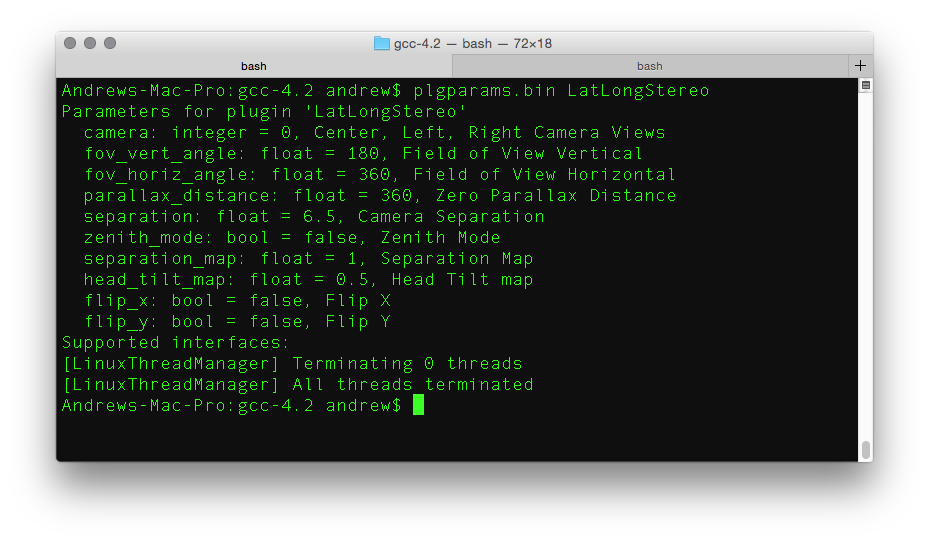 gcc-4.2 — bash — 72×18
bash
bash
Andrews-Mac-Pro:gcc-4.2 andrew$ plgparams.bin LatLongStereo
Parameters for plugin 'LatLongStereo'
  camera: integer = 0, Center, Left, Right Camera Views
  fov_vert_angle: float = 180, Field of View Vertical
  fov_horiz_angle: float = 360, Field of View Horizontal
  parallax_distance: float = 360, Zero Parallax Distance
  separation: float = 6.5, Camera Separation
  zenith_mode: bool = false, Zenith Mode
  separation_map: float = 1, Separation Map
  head_tilt_map: float = 0.5, Head Tilt map
  flip_x: bool = false, Flip X
  flip_y: bool = false, Flip Y
Supported interfaces:
[LinuxThreadManager] Terminating 0 threads
[LinuxThreadManager] All threads terminated
Andrews-Mac-Pro:gcc-4.2 andrew$